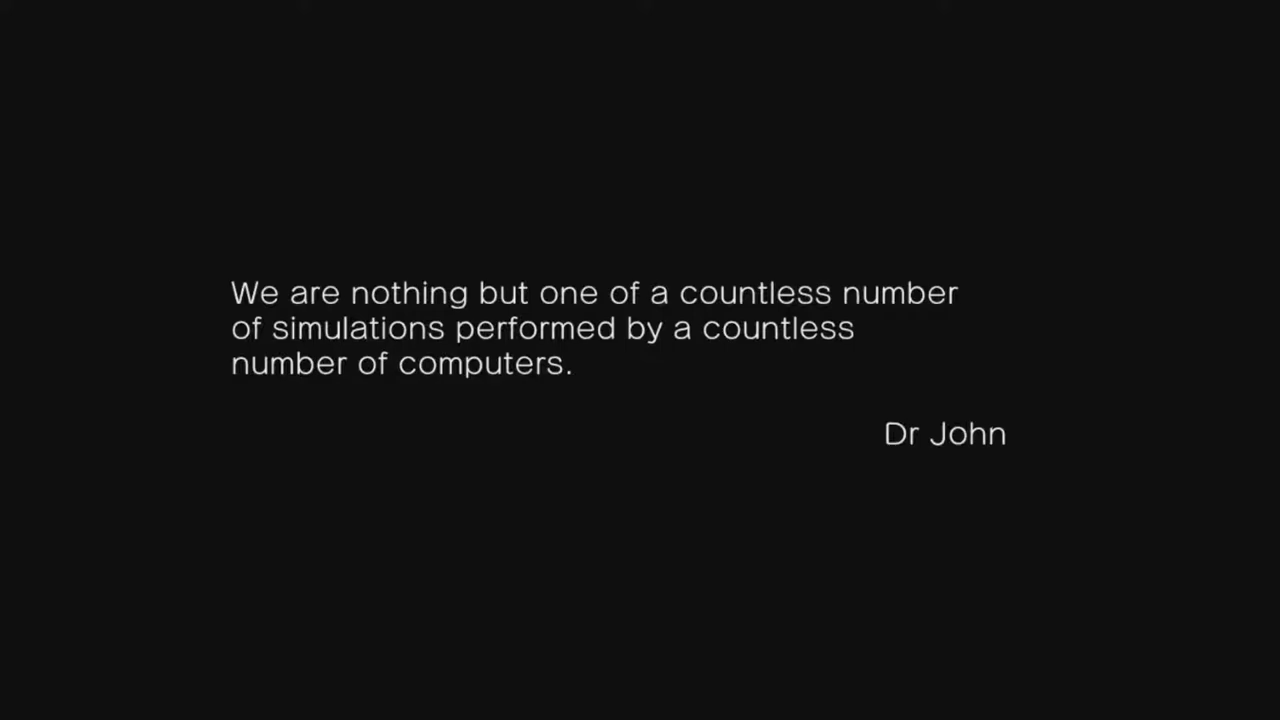 We are nothing but one of a countless number
of simulations performed by a countless
number of computers.
Dr John